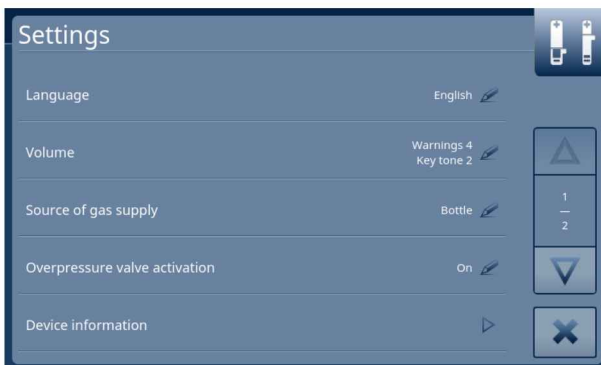 Settings
Language
English
Volume
Warnings 4
Key tone 2
Source of gas supply
Bottle
Overpressure valve activation
On
Device information
1
—
2